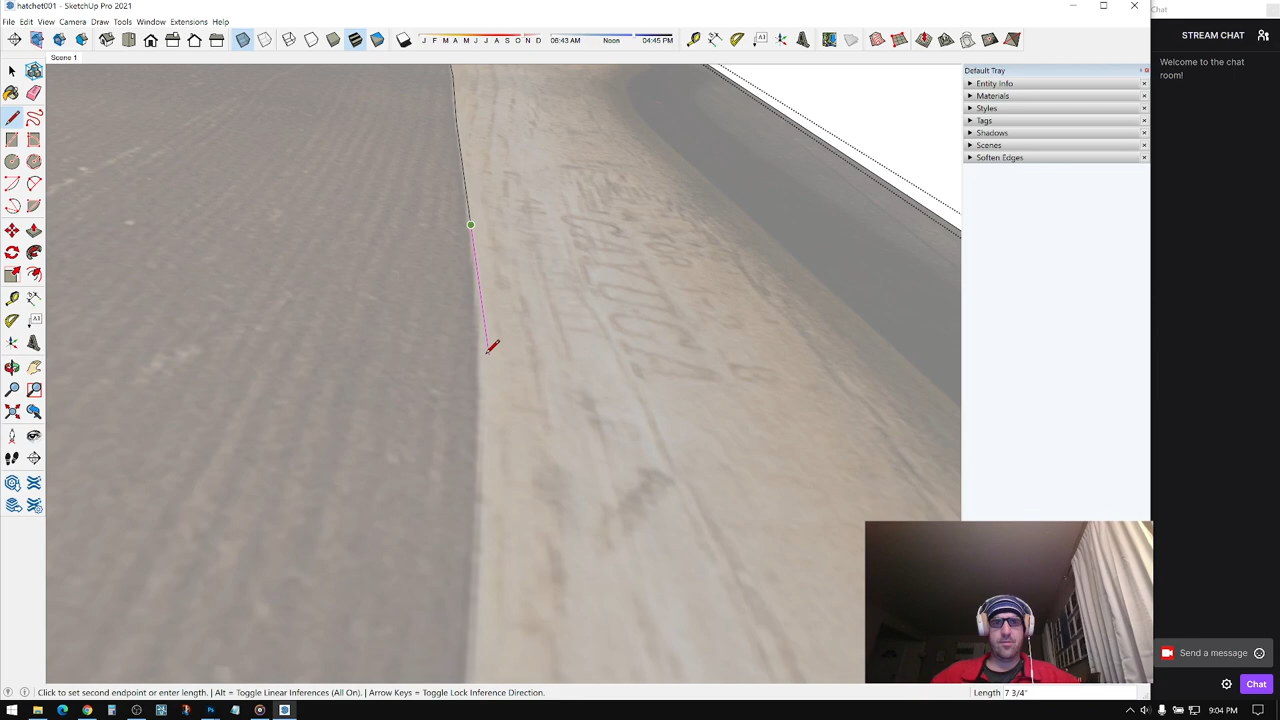 hatchet001 - SketchUp Pro 2021
Chat
File Edit View Camera Draw Tools Window Extensions Help
STREAM CHAT
J F M A M J J A S O N D 06:43 AM Noon 04:45 PM
Scene 1
Welcome to the chat
room!
Default Tray
Entity Info
Materials
Styles
Tags
Shadows
Scenes
Soften Edges
Send a message
Chat
Click to set second endpoint or enter length. | Alt = Toggle Linear Inferences (All On). | Arrow Keys = Toggle Lock Inference Direction.
Length 7 3/4"
9:04 PM